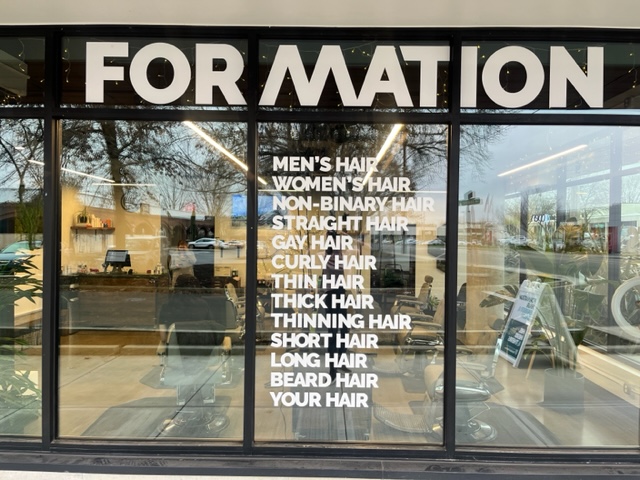 FORMATION
MEN'S HAIR
WOMEN'S HAIR
NON-BINARY HAIR
STRAIGHT HAIR
GAY HAIR
CURLY HAIR
THIN HAIR
THICK HAIR
THINNING HAIR
SHORT HAIR
LONG HAIR
BEARD HAIR
YOUR HAIR